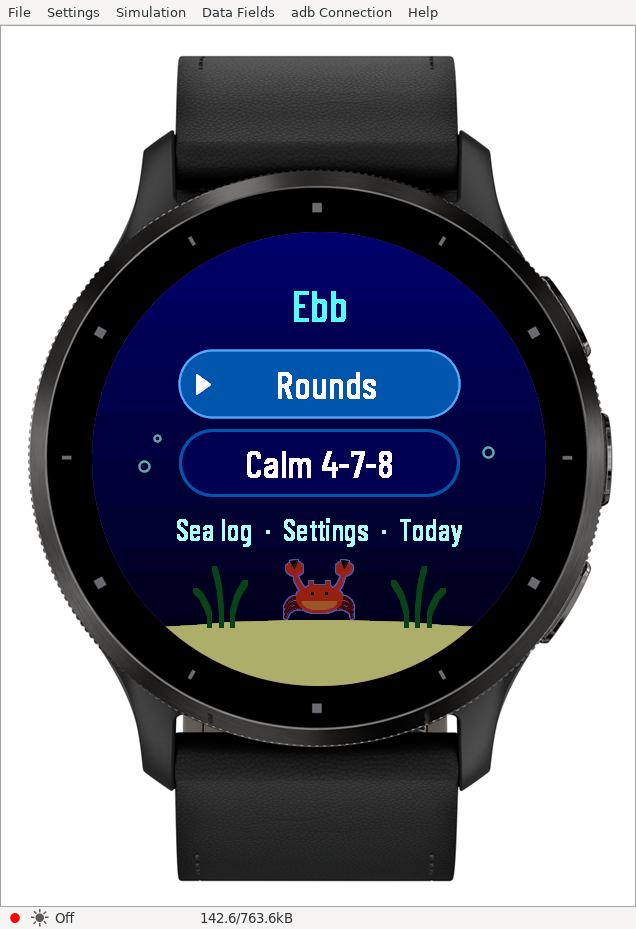 File Settings Simulation Data Fields adb Connection Help
Ebb
Rounds
Calm 4-7-8
Sea log · Settings · Today
Off 142.6/763.6kB